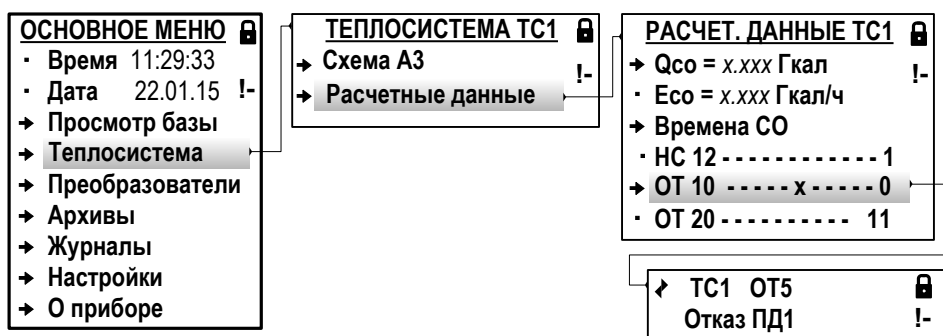 ОСНОВНОЕ МЕНЮ
· Время 11:29:33
· Дата 22.01.15 !-
→ Просмотр базы
→ Теплосистема
→ Преобразователи
→ Архивы
→ Журналы
→ Настройки
→ О приборе
ТЕПЛОСИСТЕМА ТС1
→ Схема А3
!-
→ Расчетные данные
РАСЧЕТ. ДАННЫЕ ТС1
→ Qco = x.xxx Гкал !-
· Eco = x.xxx Гкал/ч
→ Времена СО
· НС 12 - - - - - - - - - - - - 1
→ ОТ 10 - - - - - x - - - - - 0
· ОТ 20 - - - - - - - - - - 11
ТС1 ОТ5
Отказ ПД1 !-